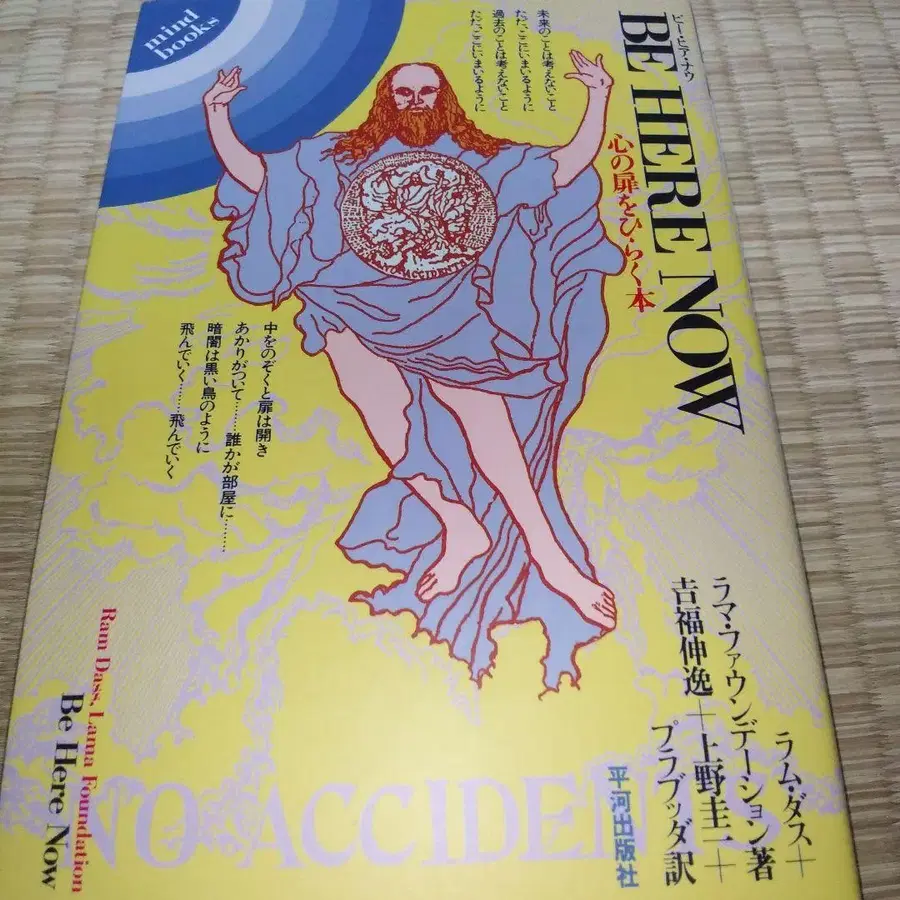 mind
books
ビー・ヒア・ナウ
BE HERE NOW
心の扉をひらく本
未来のことは考えないこと
ただ、ここにいまいるように
過去のことは考えないこと
ただ、ここにいまいるように
NO ACCIDENTS
中をのぞくと扉は開き
あかりがついて………誰かが部屋に………
暗闇は黒い鳥のように
飛んでいく………飛んでいく
ラム・ダス+
ラマ・ファウンデーション著
吉福伸逸+上野圭一+
プラブッダ訳
平河出版社
Ram Dass, Lama Foundation
Be Here Now
NO ACCIDENTS